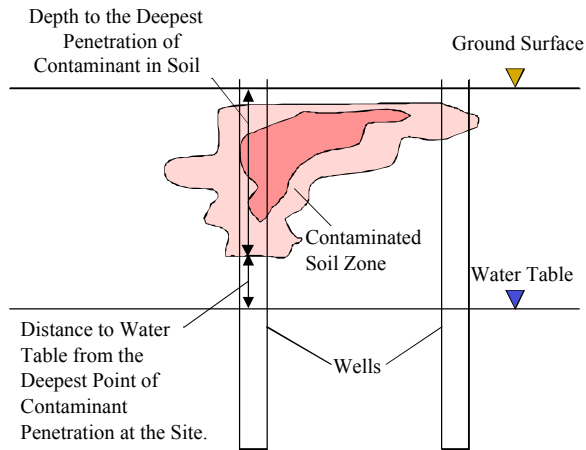 Depth to the Deepest
Penetration of
Contaminant in Soil
Ground Surface
Contaminated
Soil Zone
Water Table
Distance to Water
Table from the
Deepest Point of
Contaminant
Penetration at the Site.
Wells